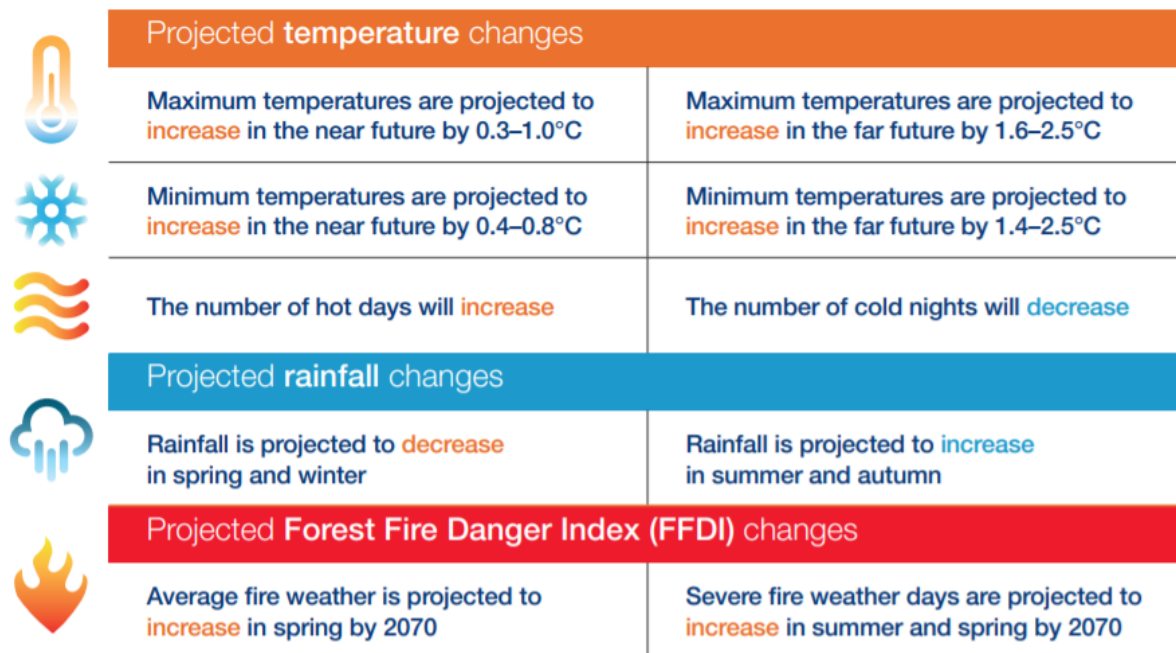 Projected temperature changes
Maximum temperatures are projected to
increase in the near future by 0.3–1.0°C
Maximum temperatures are projected to
increase in the far future by 1.6–2.5°C
Minimum temperatures are projected to
increase in the near future by 0.4–0.8°C
Minimum temperatures are projected to
increase in the far future by 1.4–2.5°C
The number of hot days will increase
The number of cold nights will decrease
Projected rainfall changes
Rainfall is projected to decrease
in spring and winter
Rainfall is projected to increase
in summer and autumn
Projected Forest Fire Danger Index (FFDI) changes
Average fire weather is projected to
increase in spring by 2070
Severe fire weather days are projected to
increase in summer and spring by 2070